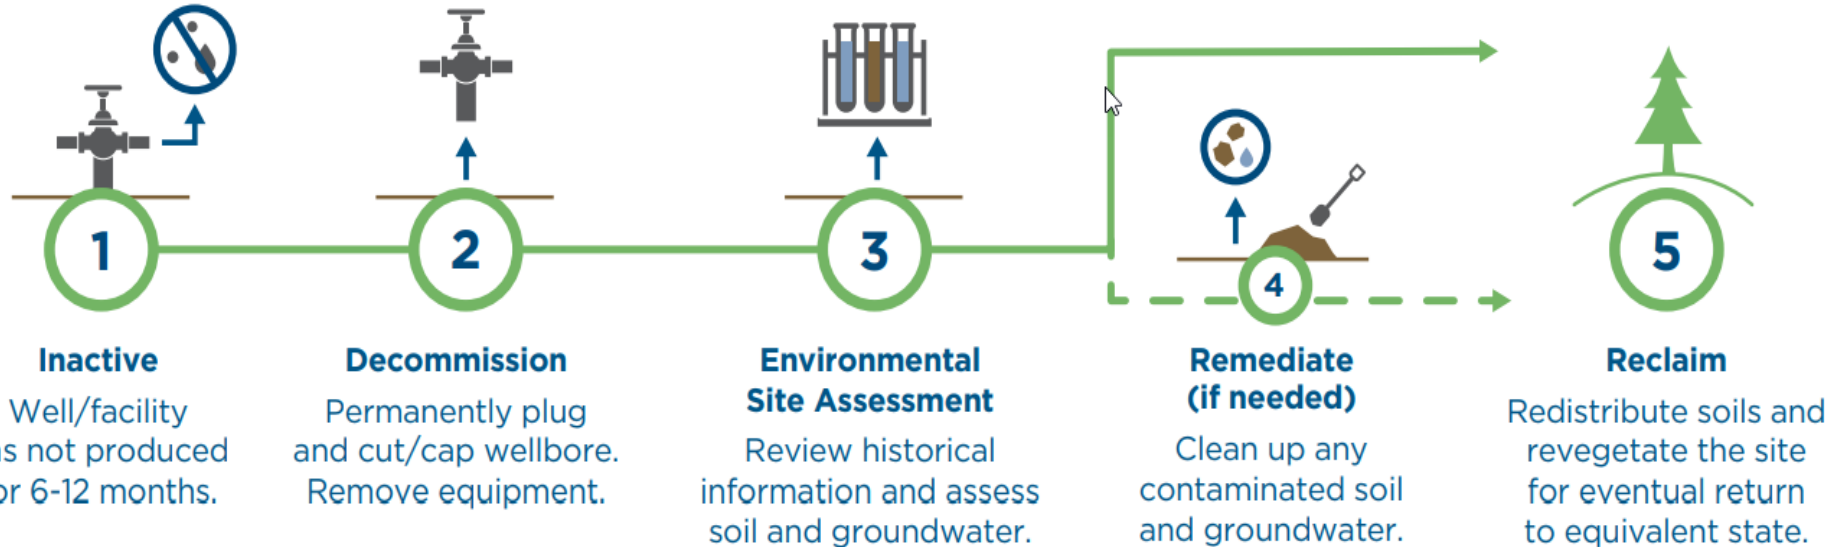 1
2
3
4
5
Inactive
Well/facility
not produced
6-12 months.
Decommission
Permanently plug
and cut/cap wellbore.
Remove equipment.
Environmental
Site Assessment
Review historical
information and assess
soil and groundwater.
Remediate
(if needed)
Clean up any
contaminated soil
and groundwater.
Reclaim
Redistribute soils and
revegetate the site
for eventual return
to equivalent state.